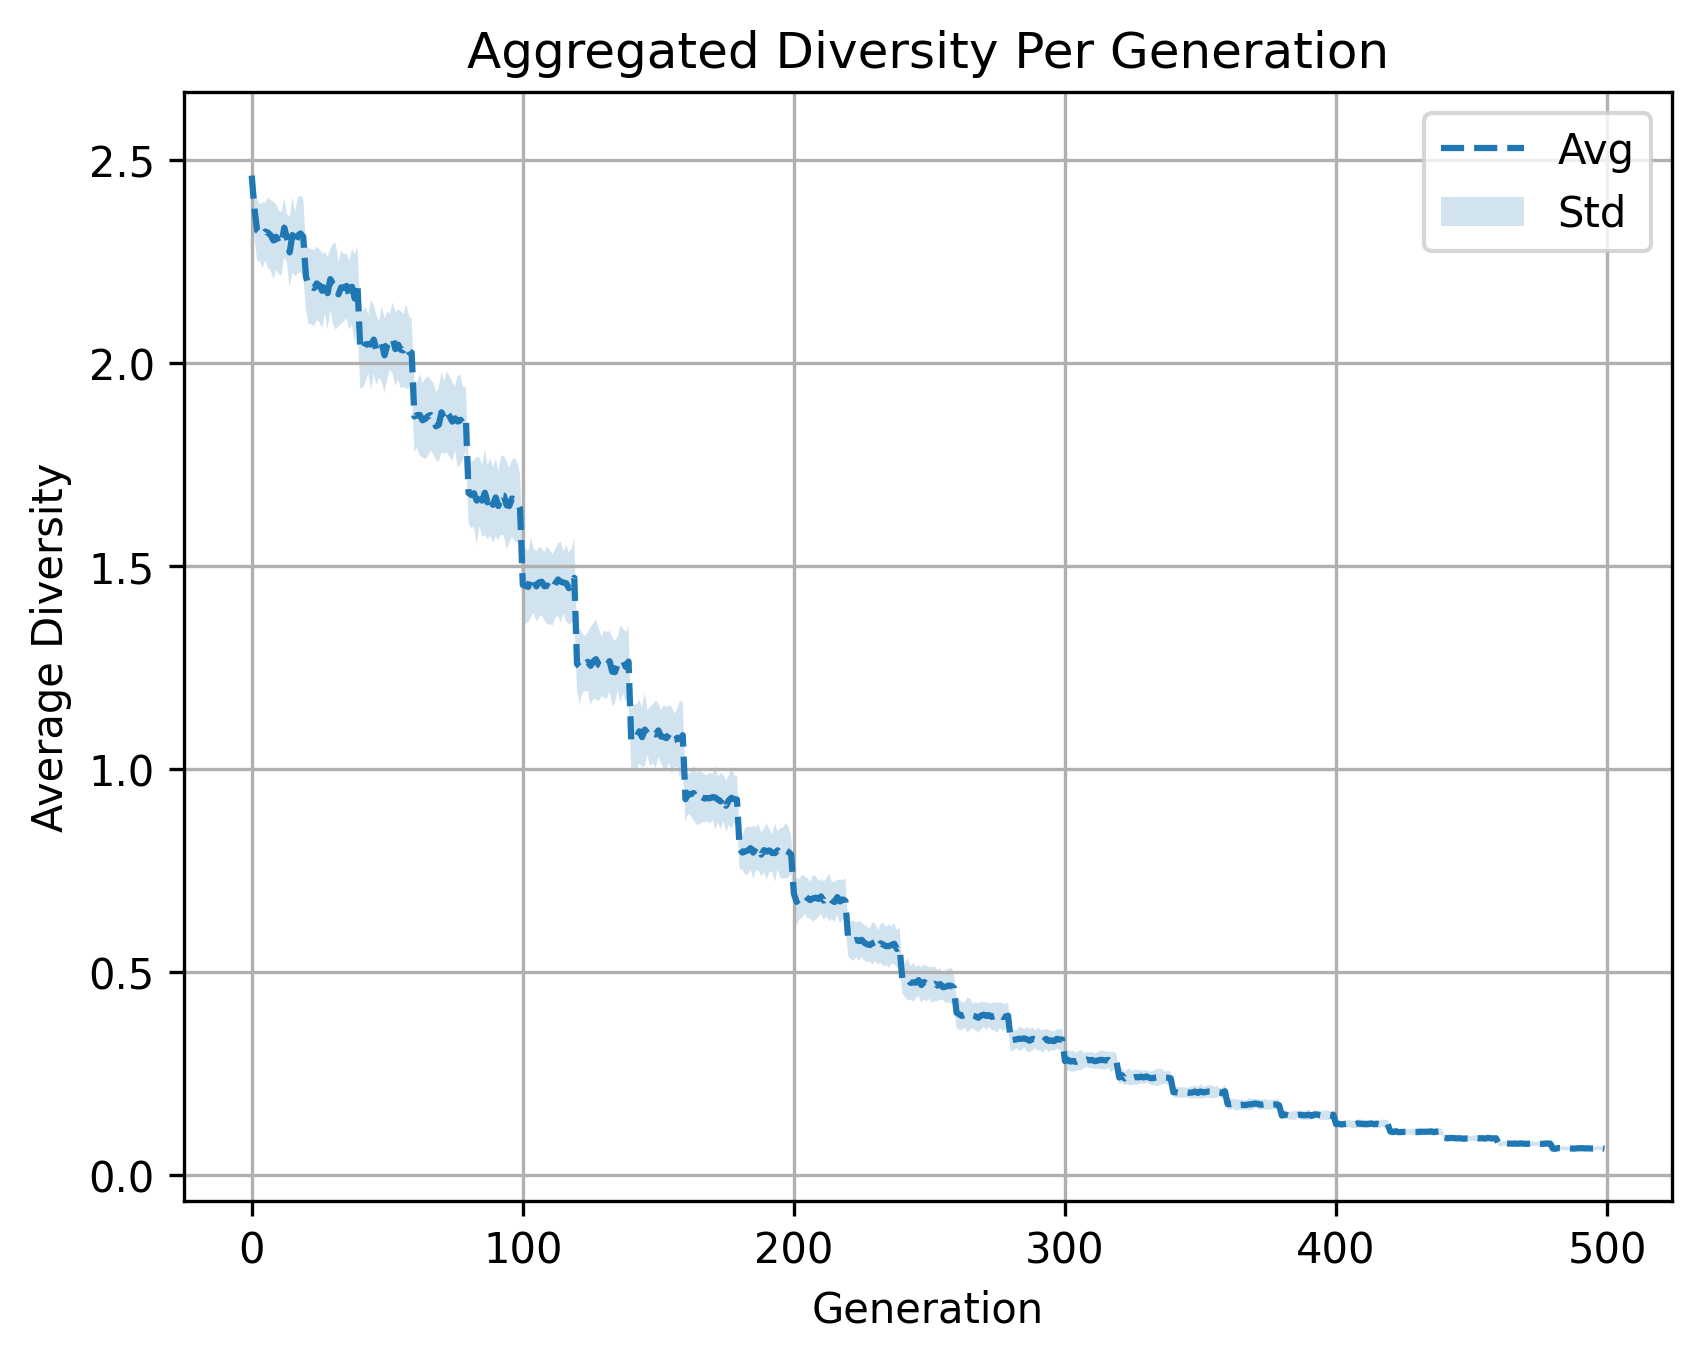 Aggregated Diversity Per Generation
Avg
Std
Average Diversity
2.5
2.0
1.5
1.0
0.5
0.0
0 100 200 300 400 500
Generation